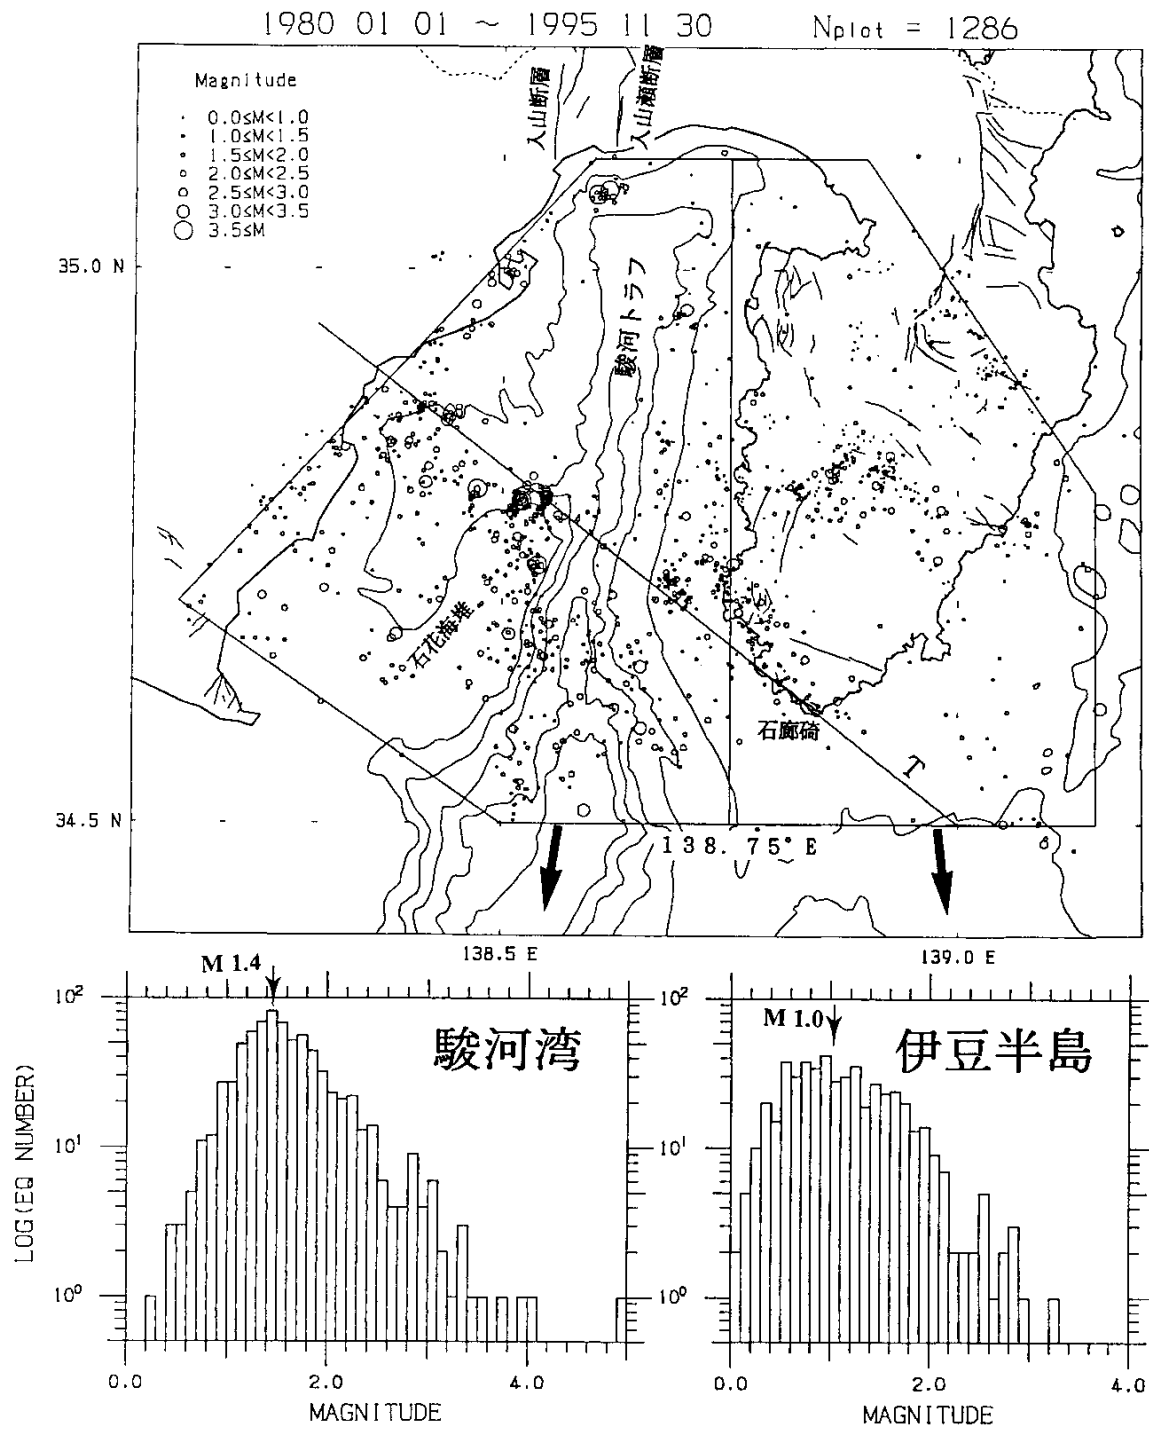 1980 01 01 ～ 1995 11 30 Nplot = 1286
Magnitude
0.0≤M<1.0
1.0≤M<1.5
1.5≤M<2.0
2.0≤M<2.5
2.5≤M<3.0
3.0≤M<3.5
3.5≤M
入山断層
入山瀬断層
35.0 N
駿河トラフ
石花海堆
石廊碕
T
34.5 N
138.75°E
138.5 E
139.0 E
M 1.4
M 1.0
駿河湾
伊豆半島
LOG(EQ NUMBER)
10²
10¹
10⁰
10²
10¹
10⁰
0.0
2.0
4.0
0.0
2.0
4.0
MAGNITUDE
MAGNITUDE